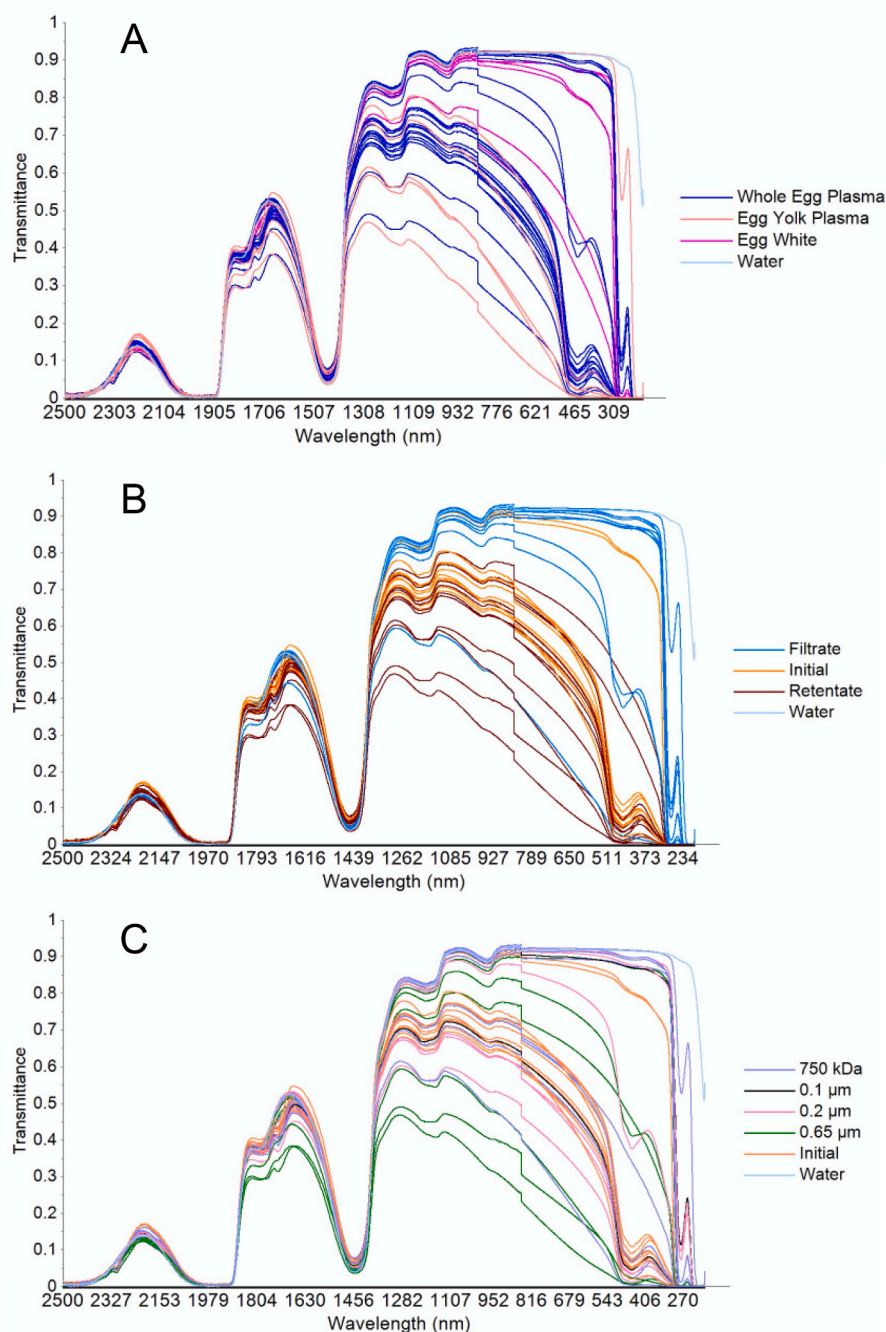 A
1
0.9
0.8
0.7
0.6
0.5
0.4
0.3
0.2
0.1
0
Transmittance
2500 2303 2104 1905 1706 1507 1308 1109 932 776 621 465 309
Wavelength (nm)
Whole Egg Plasma
Egg Yolk Plasma
Egg White
Water
B
1
0.9
0.8
0.7
0.6
0.5
0.4
0.3
0.2
0.1
0
Transmittance
2500 2324 2147 1970 1793 1616 1439 1262 1085 927 789 650 511 373 234
Wavelength (nm)
Filtrate
Initial
Retentate
Water
C
1
0.9
0.8
0.7
0.6
0.5
0.4
0.3
0.2
0.1
0
Transmittance
2500 2327 2153 1979 1804 1630 1456 1282 1107 952 816 679 543 406 270
Wavelength (nm)
750 kDa
0.1 µm
0.2 µm
0.65 µm
Initial
Water